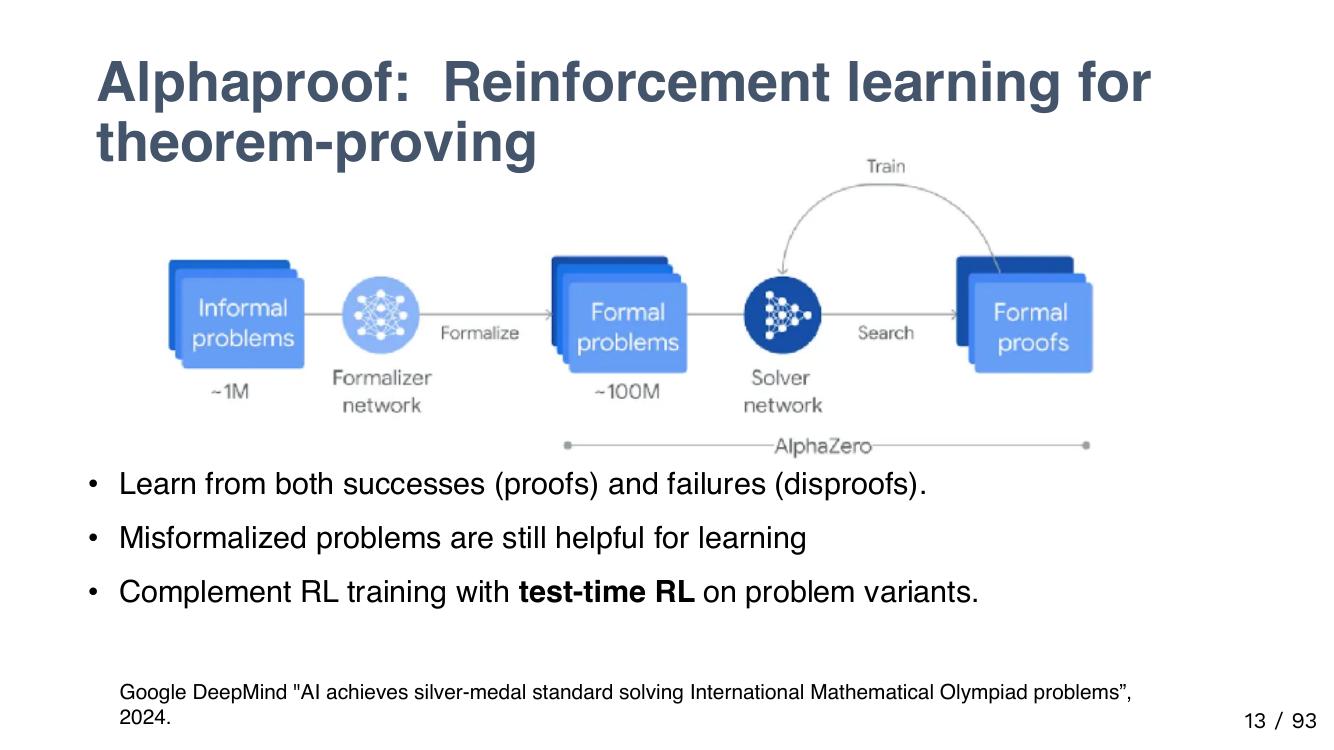 Alphaproof:  Reinforcement learning for
theorem-proving
Train
Informal
problems
Formalize
Formal
problems
Search
Formal
proofs
~1M
Formalizer
network
~100M
Solver
network
AlphaZero
• Learn from both successes (proofs) and failures (disproofs).
• Misformalized problems are still helpful for learning
• Complement RL training with test-time RL on problem variants.
Google DeepMind "AI achieves silver-medal standard solving International Mathematical Olympiad problems”,
2024.
13 / 93